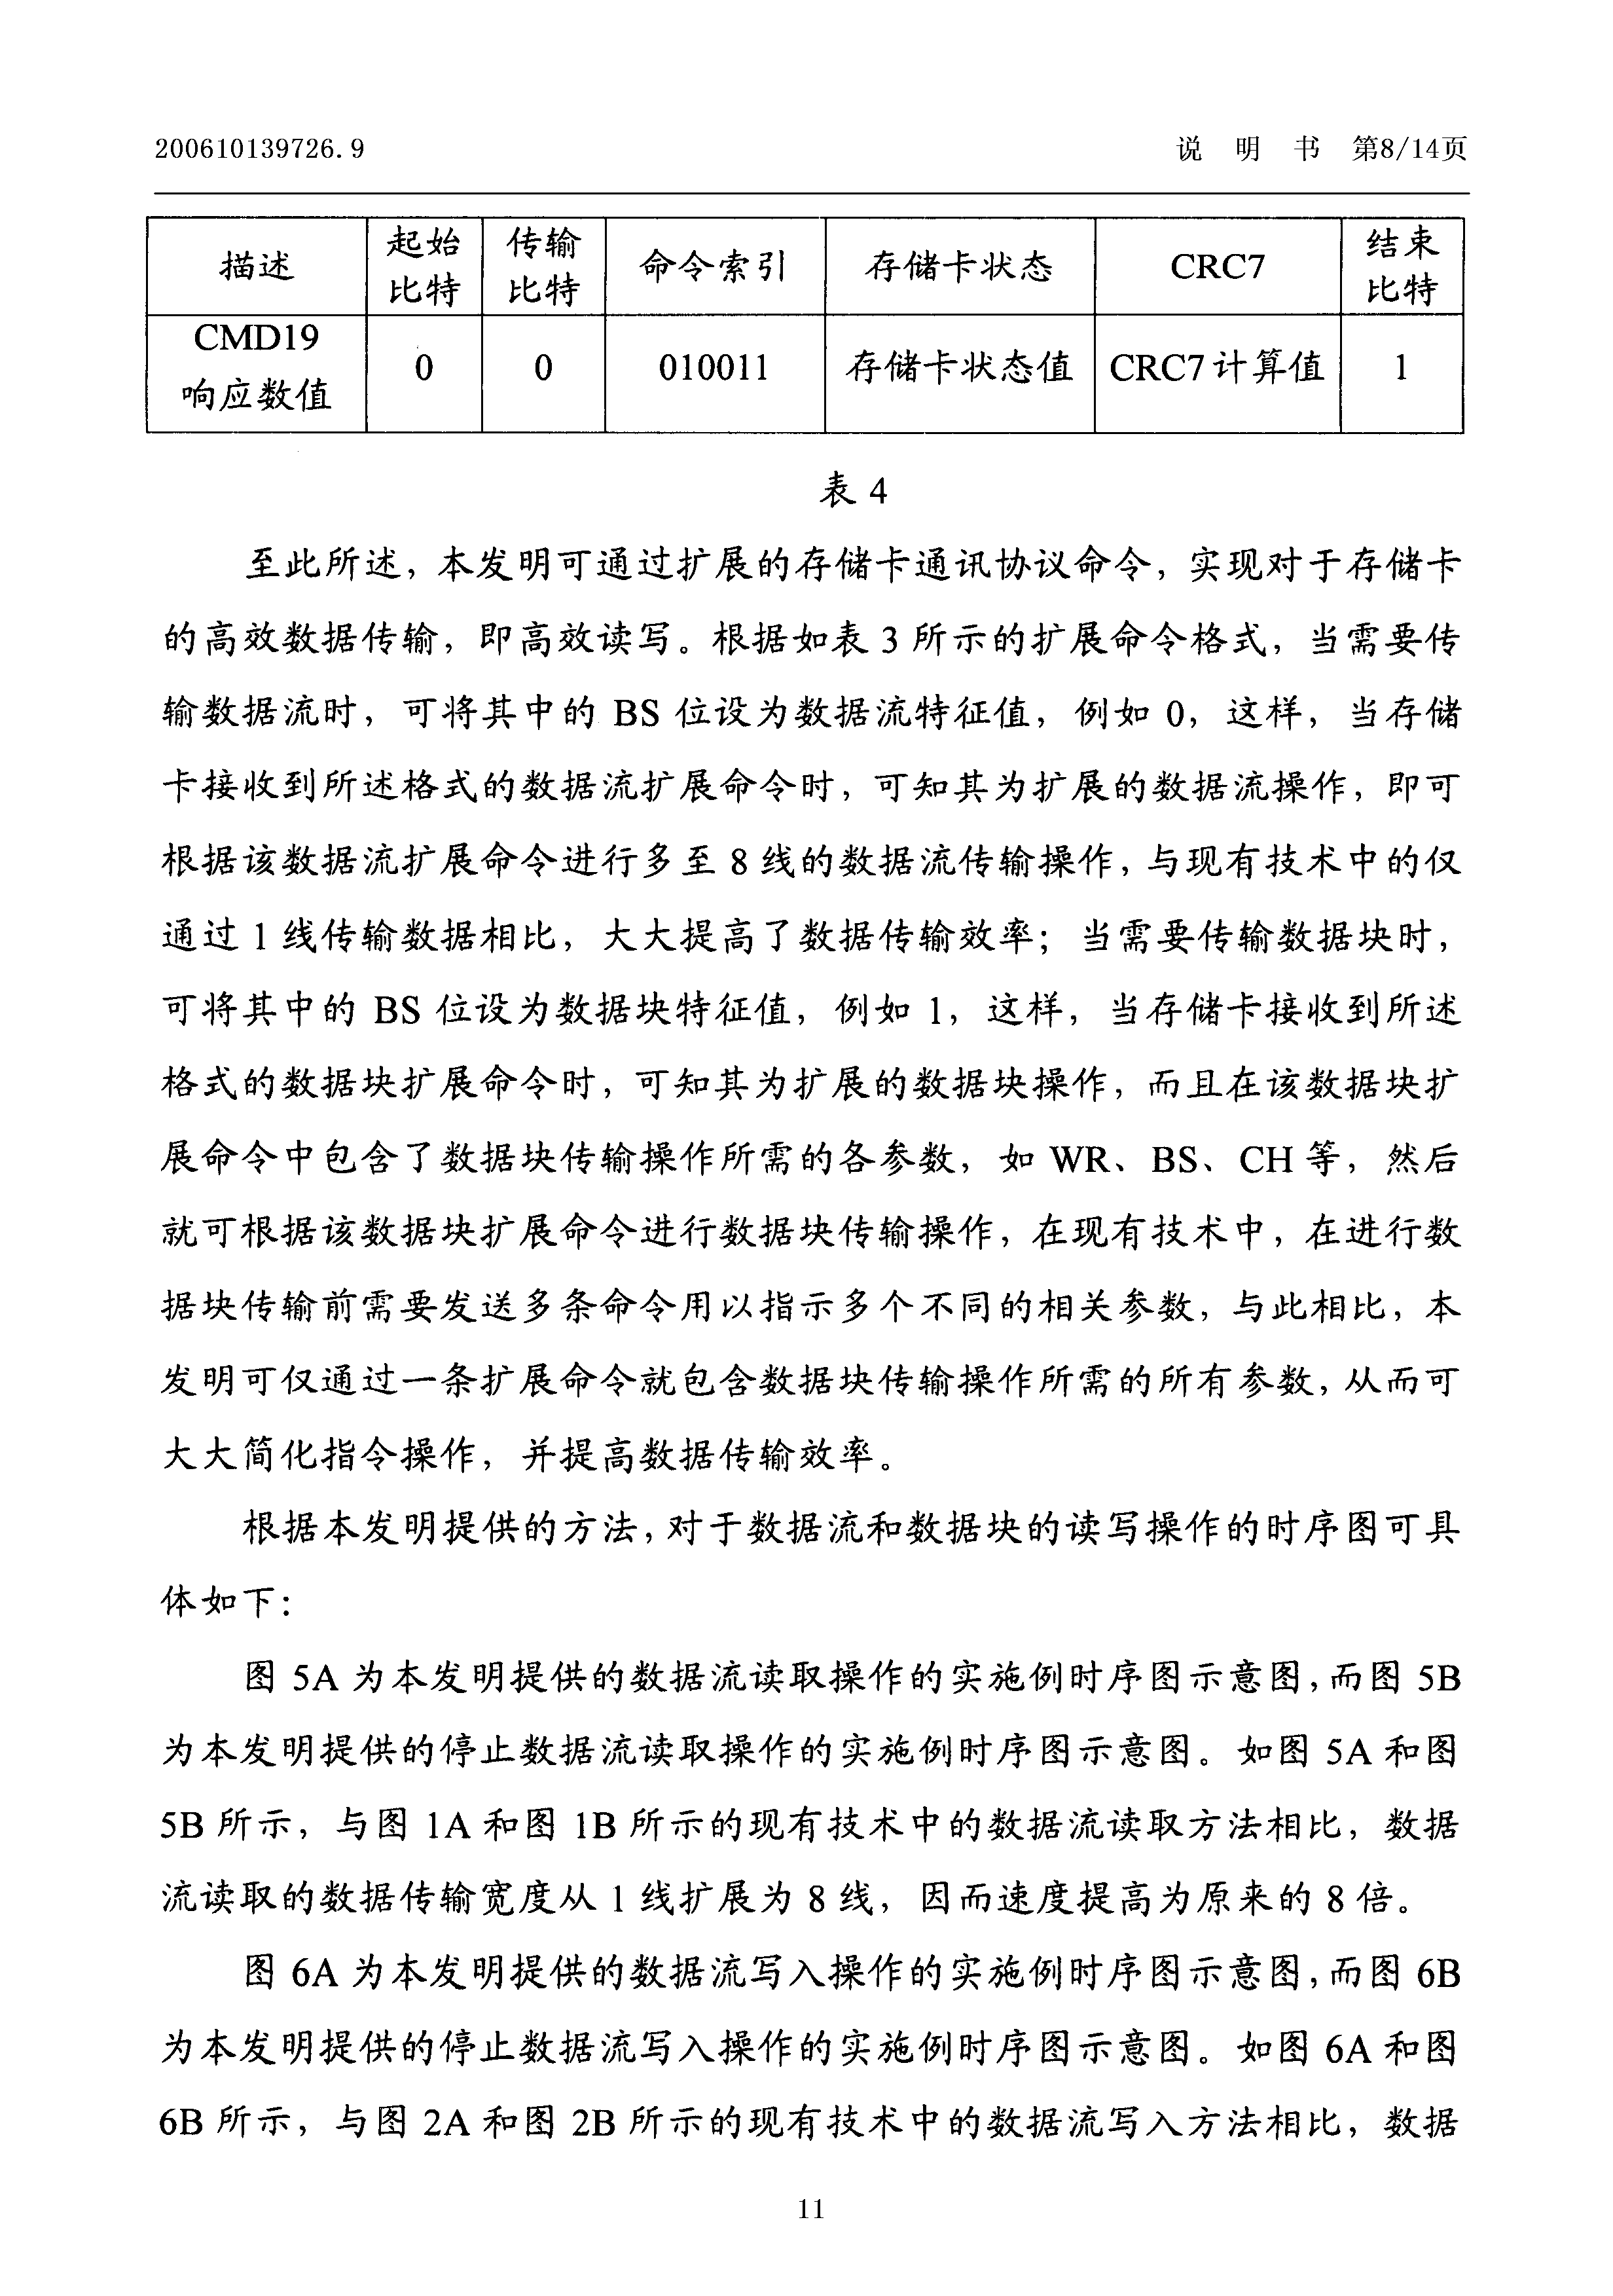 200610139726.9 说 明 书 第8/14页
描述 起始比特 传输比特 命令索引 存储卡状态 CRC7 结束比特
CMD19响应数值 0 0 010011 存储卡状态值 CRC7计算值 1
表 4
至此所述，本发明可通过扩展的存储卡通讯协议命令，实现对于存储卡
的高效数据传输，即高效读写。根据如表 3 所示的扩展命令格式，当需要传
输数据流时，可将其中的 BS 位设为数据流特征值，例如 0，这样，当存储
卡接收到所述格式的数据流扩展命令时，可知其为扩展的数据流操作，即可
根据该数据流扩展命令进行多至 8 线的数据流传输操作，与现有技术中的仅
通过 1 线传输数据相比，大大提高了数据传输效率；当需要传输数据块时，
可将其中的 BS 位设为数据块特征值，例如 1，这样，当存储卡接收到所述
格式的数据块扩展命令时，可知其为扩展的数据块操作，而且在该数据块扩
展命令中包含了数据块传输操作所需的各参数，如 WR、BS、CH 等，然后
就可根据该数据块扩展命令进行数据块传输操作，在现有技术中，在进行数
据块传输前需要发送多条命令用以指示多个不同的相关参数，与此相比，本
发明可仅通过一条扩展命令就包含数据块传输操作所需的所有参数，从而可
大大简化指令操作，并提高数据传输效率。
根据本发明提供的方法，对于数据流和数据块的读写操作的时序图可具
体如下：
图 5A 为本发明提供的数据流读取操作的实施例时序图示意图，而图 5B
为本发明提供的停止数据流读取操作的实施例时序图示意图。如图 5A 和图
5B 所示，与图 1A 和图 1B 所示的现有技术中的数据流读取方法相比，数据
流读取的数据传输宽度从 1 线扩展为 8 线，因而速度提高为原来的 8 倍。
图 6A 为本发明提供的数据流写入操作的实施例时序图示意图，而图 6B
为本发明提供的停止数据流写入操作的实施例时序图示意图。如图 6A 和图
6B 所示，与图 2A 和图 2B 所示的现有技术中的数据流写入方法相比，数据
11